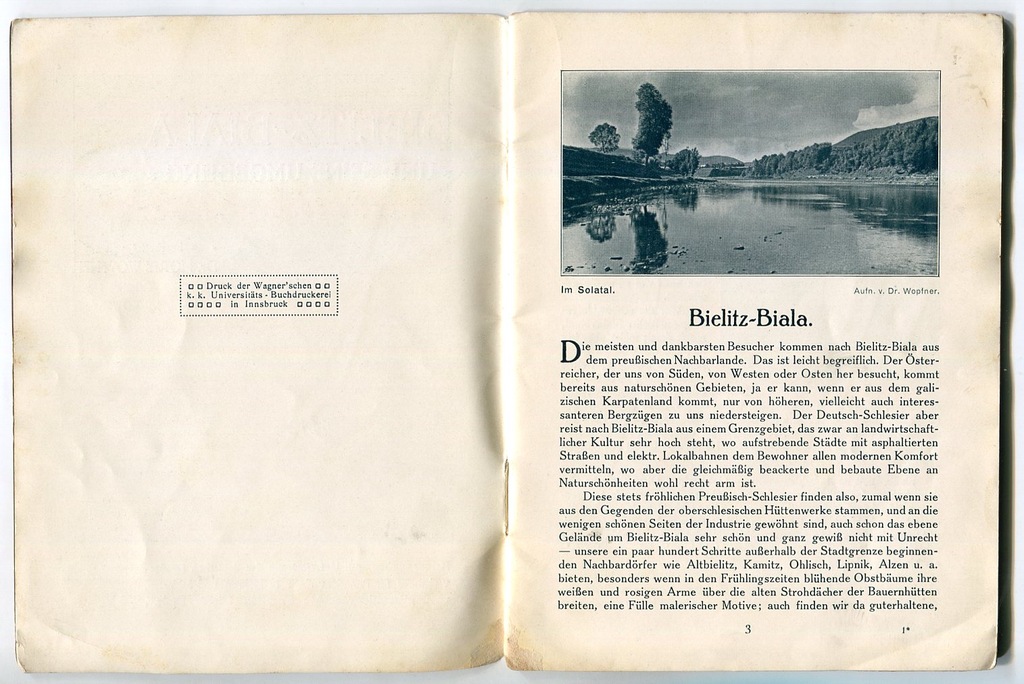 Druck der Wagner'schen
k. k. Universitäts-Buchdruckerei
in Innsbruck
Im Solatal.
Aufn. v. Dr. Wopfner.
Bielitz-Biala.
Die meisten und dankbarsten Besucher kommen nach Bielitz-Biala aus
dem preußischen Nachbarlande. Das ist leicht begreiflich. Der Öster-
reicher, der uns von Süden, von Westen oder Osten her besucht, kommt
bereits aus naturschönen Gebieten, ja er kann, wenn er aus dem gali-
zischen Karpatenland kommt, nur von höheren, vielleicht auch interes-
santeren Bergzügen zu uns niedersteigen. Der Deutsch-Schlesier aber
reist nach Bielitz-Biala aus einem Grenzgebiet, das zwar an landwirtschaft-
licher Kultur sehr hoch steht, wo aufstrebende Städte mit asphaltierten
Straßen und elektr. Lokalbahnen dem Bewohner allen modernen Komfort
vermitteln, wo aber die gleichmäßig beackerte und bebaute Ebene an
Naturschönheiten wohl recht arm ist.
Diese stets fröhlichen Preußisch-Schlesier finden also, zumal wenn sie
aus den Gegenden der oberschlesischen Hüttenwerke stammen, und an die
wenigen schönen Seiten der Industrie gewöhnt sind, auch schon das ebene
Gelände um Bielitz-Biala sehr schön und ganz gewiß nicht mit Unrecht
— unsere ein paar hundert Schritte außerhalb der Stadtgrenze beginnen-
den Nachbardörfer wie Altbielitz, Kamitz, Ohlisch, Lipnik, Alzen u. a.
bieten, besonders wenn in den Frühlingszeiten blühende Obstbäume ihre
weißen und rosigen Arme über die alten Strohdächer der Bauernhütten
breiten, eine Fülle malerischer Motive; auch finden wir da guterhaltene,
3
1*